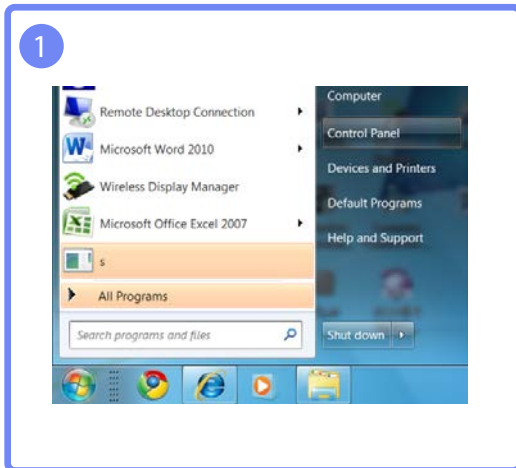 1
Remote Desktop Connection
Microsoft Word 2010
Wireless Display Manager
Microsoft Office Excel 2007
s
All Programs
Search programs and files
Computer
Control Panel
Devices and Printers
Default Programs
Help and Support
Shut down